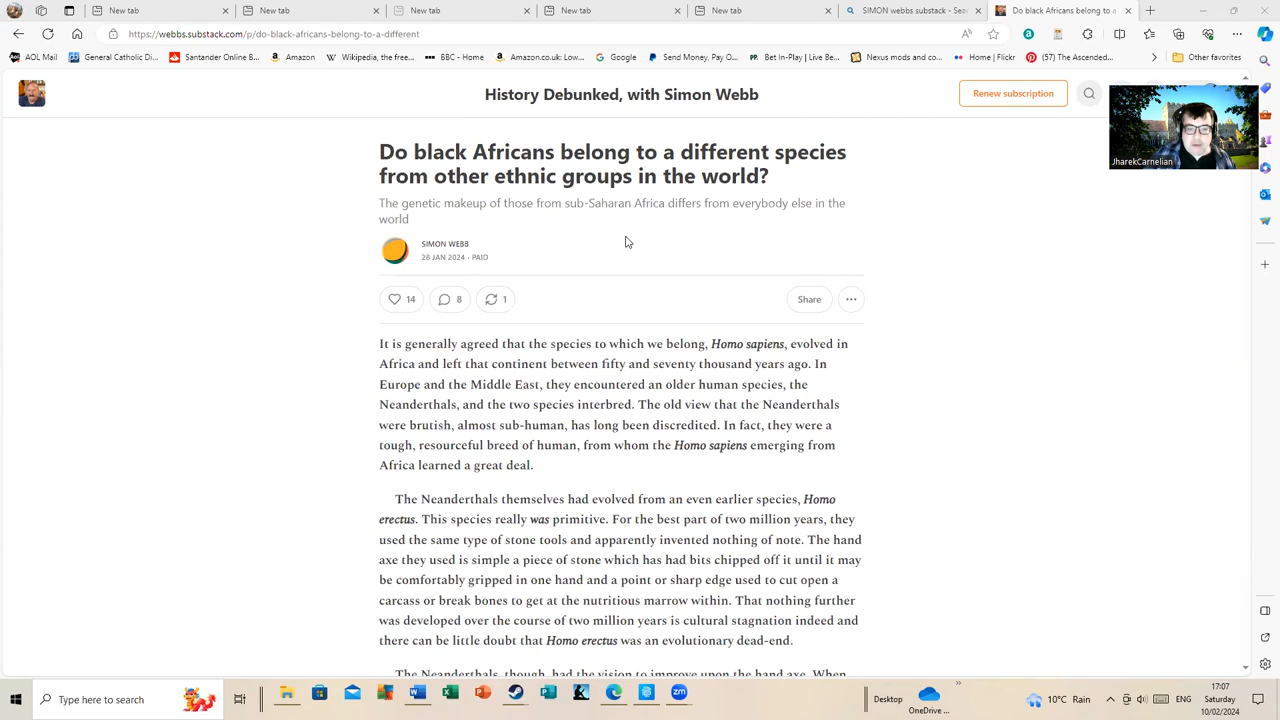 New tab
New tab
New tab
New tab
New tab
SIMON webbs substack - Sea
Do black Africans belong to a
https://webbs.substack.com/p/do-black-africans-belong-to-a-different
AOL Mail
General Catholic Di...
Santander Online B...
Amazon
Wikipedia, the free...
BBC - Home
Amazon.co.uk: Low...
Google
Send Money, Pay O...
Bet In-Play | Live Be...
Nexus mods and co...
Home | Flickr
(57) The Ascended...
Other favorites
History Debunked, with Simon Webb
Renew subscription
JharekCarnelian
Do black Africans belong to a different species
from other ethnic groups in the world?
The genetic makeup of those from sub-Saharan Africa differs from everybody else in the
world
SIMON WEBB
28 JAN 2024 · PAID
14
8
1
Share
It is generally agreed that the species to which we belong, Homo sapiens, evolved in
Africa and left that continent between fifty and seventy thousand years ago. In
Europe and the Middle East, they encountered an older human species, the
Neanderthals, and the two species interbred. The old view that the Neanderthals
were brutish, almost sub-human, has long been discredited. In fact, they were a
tough, resourceful breed of human, from whom the Homo sapiens emerging from
Africa learned a great deal.
The Neanderthals themselves had evolved from an even earlier species, Homo
erectus. This species really was primitive. For the best part of two million years, they
used the same type of stone tools and apparently invented nothing of note. The hand
axe they used is simple a piece of stone which has had bits chipped off it until it may
be comfortably gripped in one hand and a point or sharp edge used to cut open a
carcass or break bones to get at the nutritious marrow within. That nothing further
was developed over the course of two million years is cultural stagnation indeed and
there can be little doubt that Homo erectus was an evolutionary dead-end.
The Neanderthals, though, had the vision to improve upon the hand axe. When
Type here to search
Desktop
OneDrive ...
10°C Rain
ENG
17:07
Saturday
10/02/2024